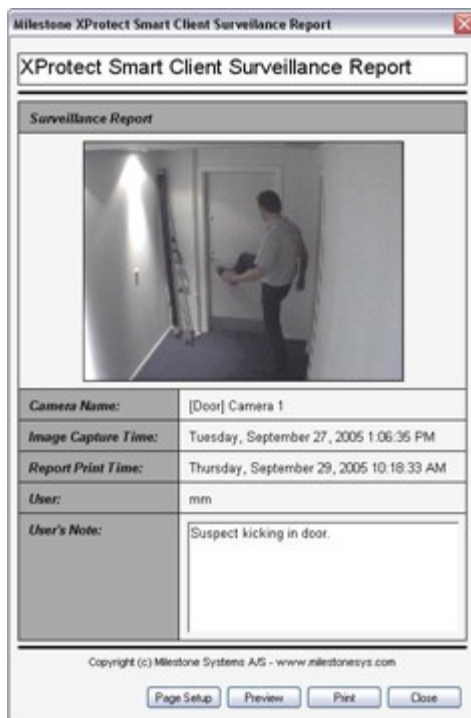 Milestone XProtect Smart Client Surveillance Report
XProtect Smart Client Surveillance Report
Surveillance Report
Camera Name: [Door] Camera 1
Image Capture Time: Tuesday, September 27, 2005 1:06:35 PM
Report Print Time: Thursday, September 29, 2005 10:18:33 AM
User: mm
User's Note: Suspect kicking in door.
Copyright (c) Milestone Systems A/S - www.milestonesys.com
Page Setup Preview Print Close